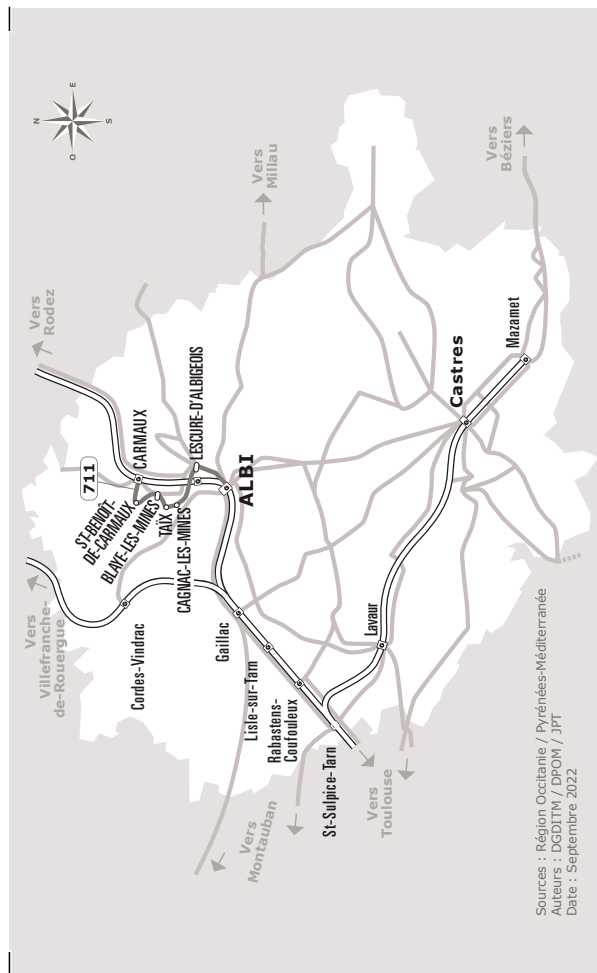 N
E
S
O
Vers
Rodez
Vers
Millau
Vers
Béziers
Vers
Villefranche-
de-Rouergue
711
CARMAUX
ST-BENOÎT-
DE-CARMAUX
BLAYE-LES-MINES
TAÏX
CAGNAC-LES-MINES
LESCURE-D'ALBIGEOIS
ALBI
Cordes-Vindrac
Gaillac
Lisle-sur-Tarn
Rabastens-
Coufouleux
St-Sulpice-Tarn
Vers
Montauban
Vers
Toulouse
Lavaur
Castres
Mazamet
Sources : Région Occitanie / Pyrénées-Méditerranée
Auteurs : DGDITM / DPOM / JPT
Date : Septembre 2022